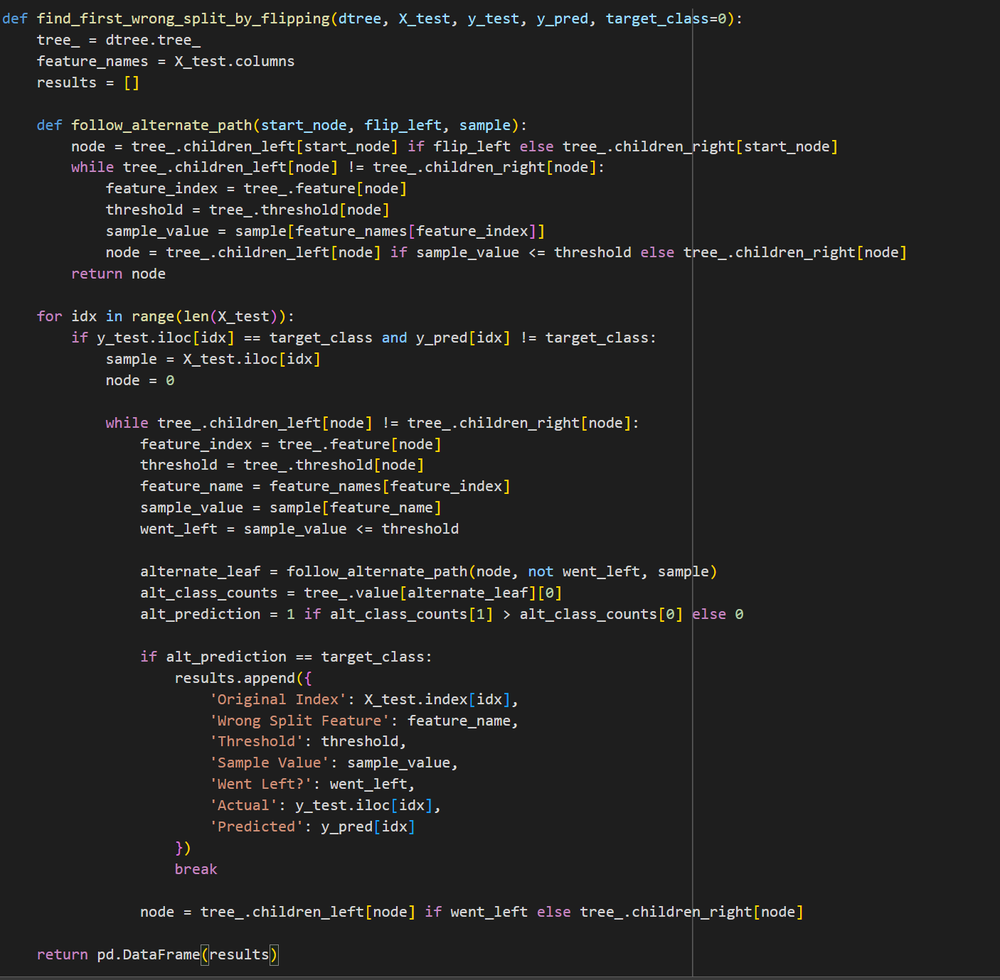 def find_first_wrong_split_by_flipping(dtree, X_test, y_test, y_pred, target_class=0):
    tree_ = dtree.tree_
    feature_names = X_test.columns
    results = []

    def follow_alternate_path(start_node, flip_left, sample):
        node = tree_.children_left[start_node] if flip_left else tree_.children_right[start_node]
        while tree_.children_left[node] != tree_.children_right[node]:
            feature_index = tree_.feature[node]
            threshold = tree_.threshold[node]
            sample_value = sample[feature_names[feature_index]]
            node = tree_.children_left[node] if sample_value <= threshold else tree_.children_right[node]
        return node

    for idx in range(len(X_test)):
        if y_test.iloc[idx] == target_class and y_pred[idx] != target_class:
            sample = X_test.iloc[idx]
            node = 0

            while tree_.children_left[node] != tree_.children_right[node]:
                feature_index = tree_.feature[node]
                threshold = tree_.threshold[node]
                feature_name = feature_names[feature_index]
                sample_value = sample[feature_name]
                went_left = sample_value <= threshold

                alternate_leaf = follow_alternate_path(node, not went_left, sample)
                alt_class_counts = tree_.value[alternate_leaf][0]
                alt_prediction = 1 if alt_class_counts[1] > alt_class_counts[0] else 0

                if alt_prediction == target_class:
                    results.append({
                        'Original Index': X_test.index[idx],
                        'Wrong Split Feature': feature_name,
                        'Threshold': threshold,
                        'Sample Value': sample_value,
                        'Went Left?': went_left,
                        'Actual': y_test.iloc[idx],
                        'Predicted': y_pred[idx]
                    })
                    break

                node = tree_.children_left[node] if went_left else tree_.children_right[node]

    return pd.DataFrame(results)